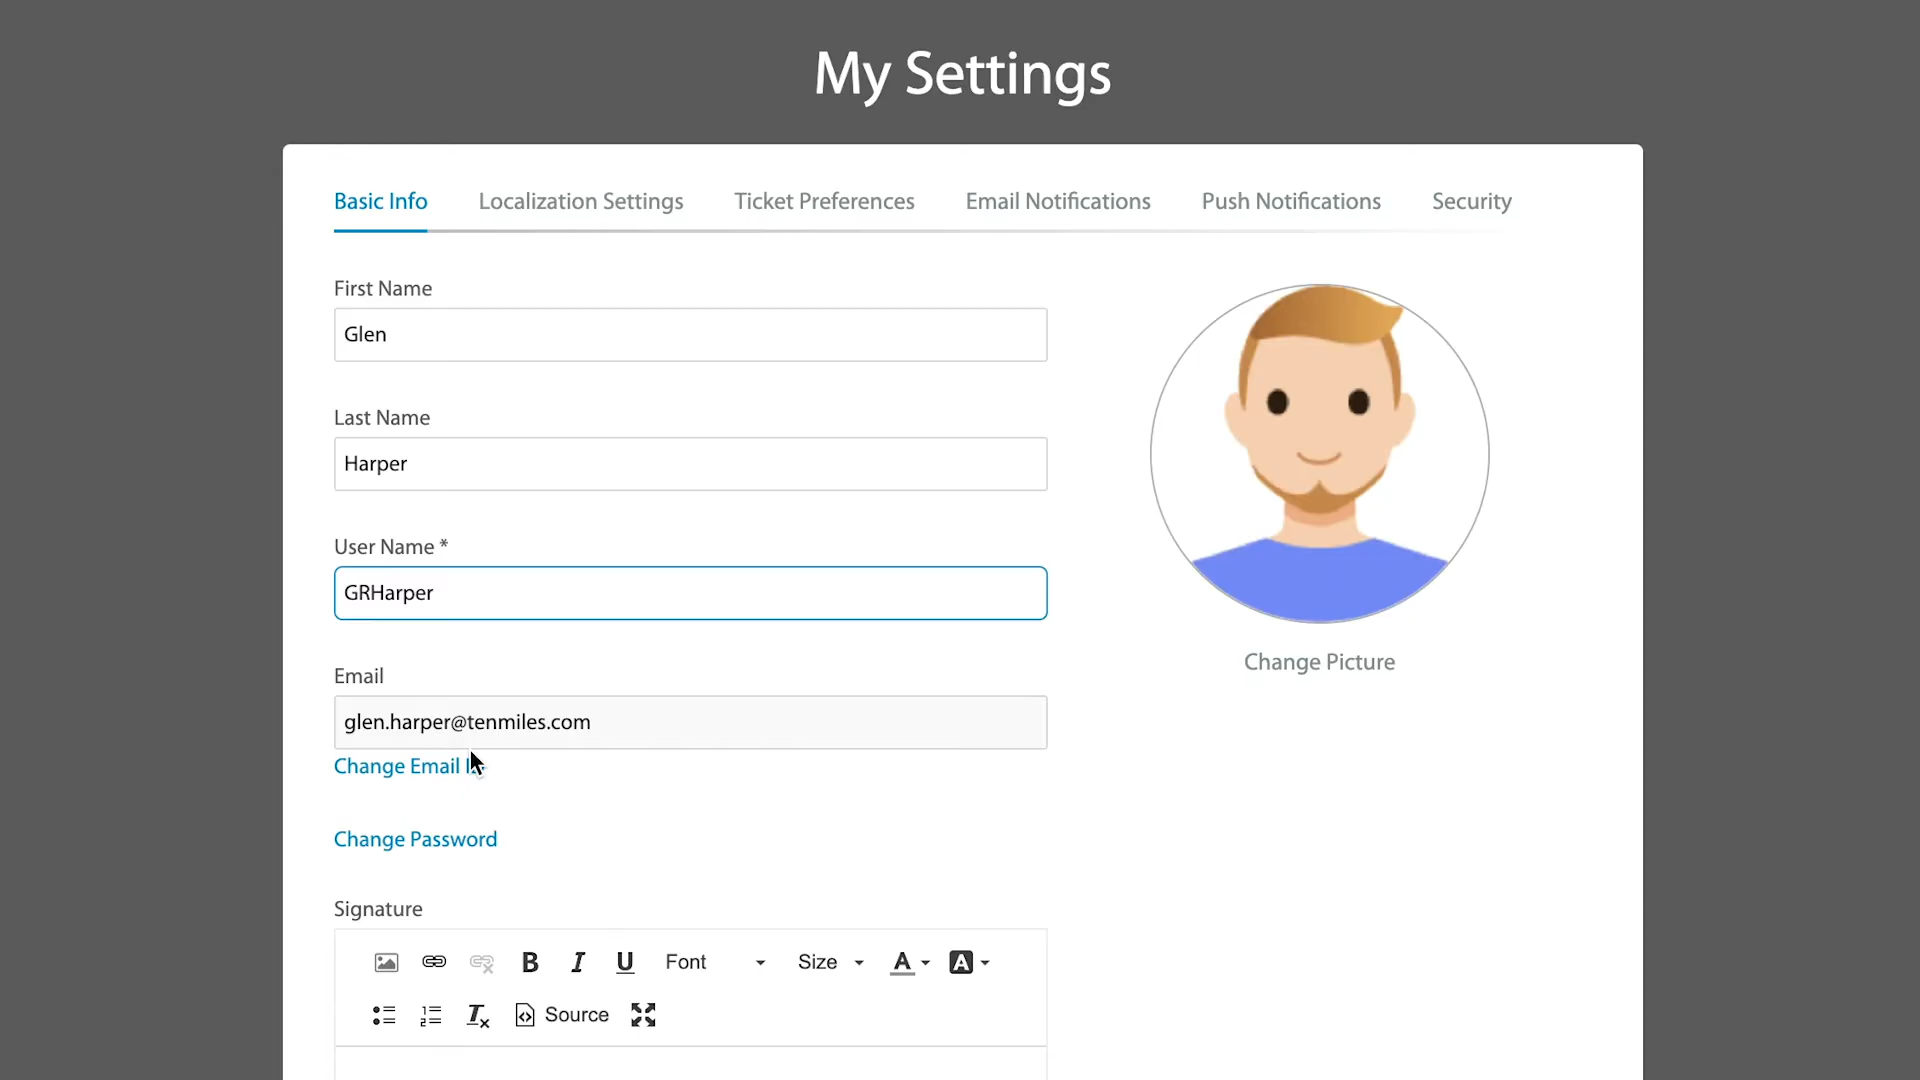 My Settings
Basic Info Localization Settings Ticket Preferences Email Notifications Push Notifications Security
First Name
Glen
Last Name
Harper
User Name *
GRHarper
Email
glen.harper@tenmiles.com
Change Email
Change Picture
Change Password
Signature
B I U Font Size A A
Source